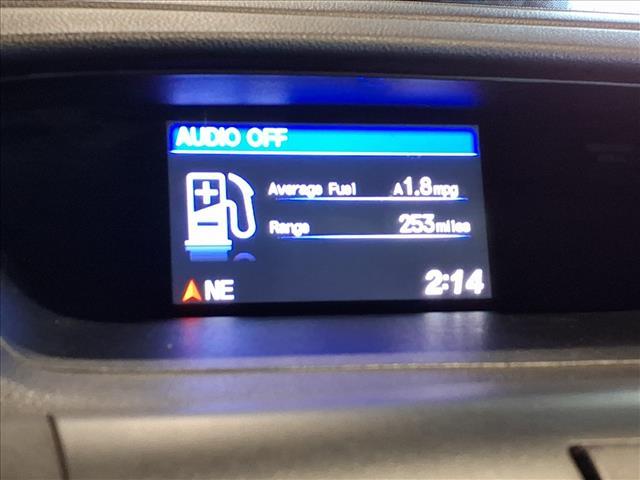 AUDIO OFF
Average Fuel A1.8mpg
Range 253miles
NE 2:14